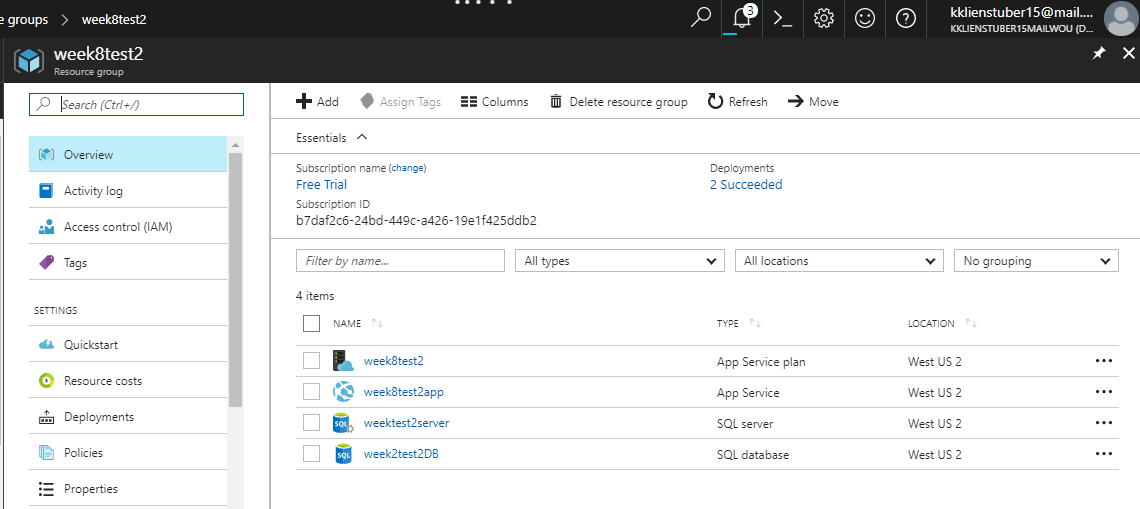 e groups > week8test2
3
kklienstuber15@mail....
KKLIENSTUBER15MAILWOU (D...
week8test2
Resource group
Search (Ctrl+/)
Overview
Activity log
Access control (IAM)
Tags
SETTINGS
Quickstart
Resource costs
Deployments
Policies
Properties
Add Assign Tags Columns Delete resource group Refresh Move
Essentials
Subscription name (change) Deployments
Free Trial 2 Succeeded
Subscription ID
b7daf2c6-24bd-449c-a426-19e1f425ddb2
Filter by name... All types All locations No grouping
4 items
NAME TYPE LOCATION
week8test2 App Service plan West US 2
week8test2app App Service West US 2
weektest2server SQL server West US 2
week2test2DB SQL database West US 2